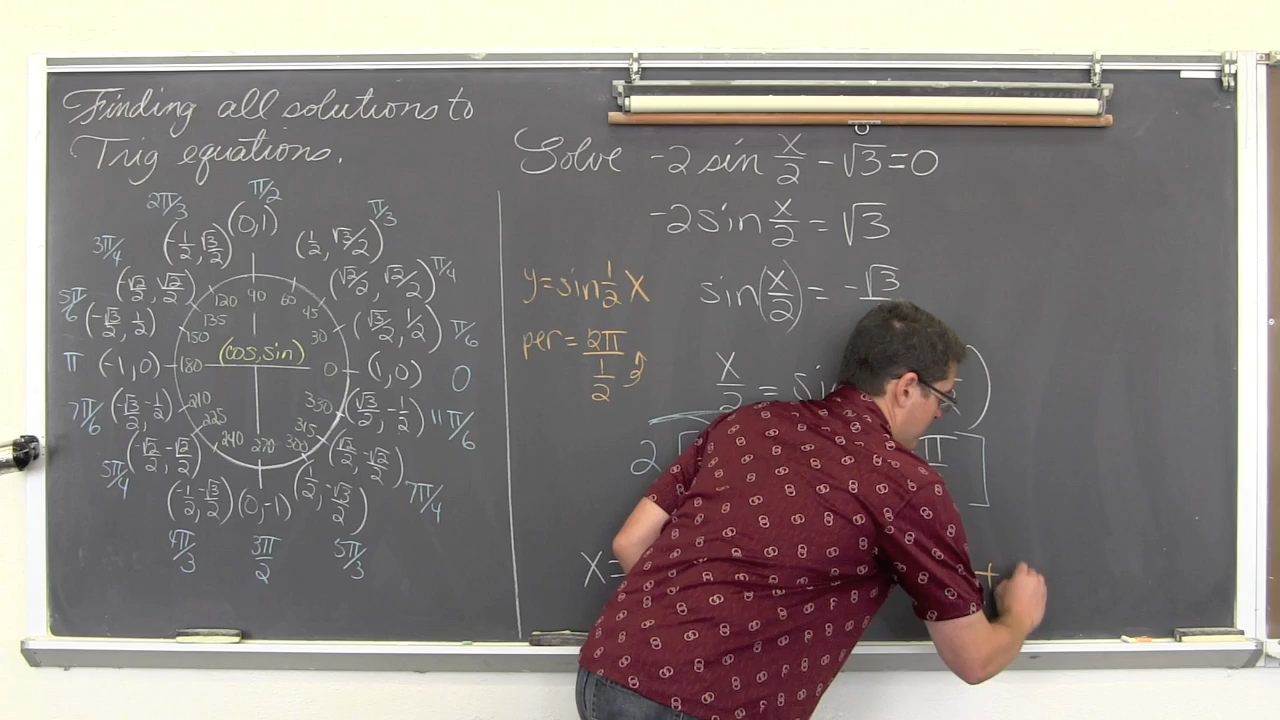 Finding all solutions to
Trig equations.
π/2
2π/3
π/3
(0,1)
(-1/2, √3/2)
(1/2, √3/2)
3π/4
π/4
(-√2/2, √2/2)
(√2/2, √2/2)
120 90 60
5π/6
135
45
(-√3/2, 1/2)
(√3/2, 1/2)
π/6
150
30
(cos, sin)
π (-1,0) 180
0 (1,0) 0
7π/6 (-√3/2, -1/2) 210
330 (√3/2, -1/2) 11π/6
225
315
240 270 300
5π/4 (-√2/2, -√2/2)
(√2/2, -√2/2) 7π/4
(-1/2, -√3/2) (0,-1) (1/2, -√3/2)
4π/3 3π/2 5π/3
Solve -2 sin x/2 - √3 = 0
-2 sin x/2 = √3
sin(x/2) = -√3
y = sin 1/2 x
per = 2π / 1/2
x/2 =
)
2 [
π ]
x =
+